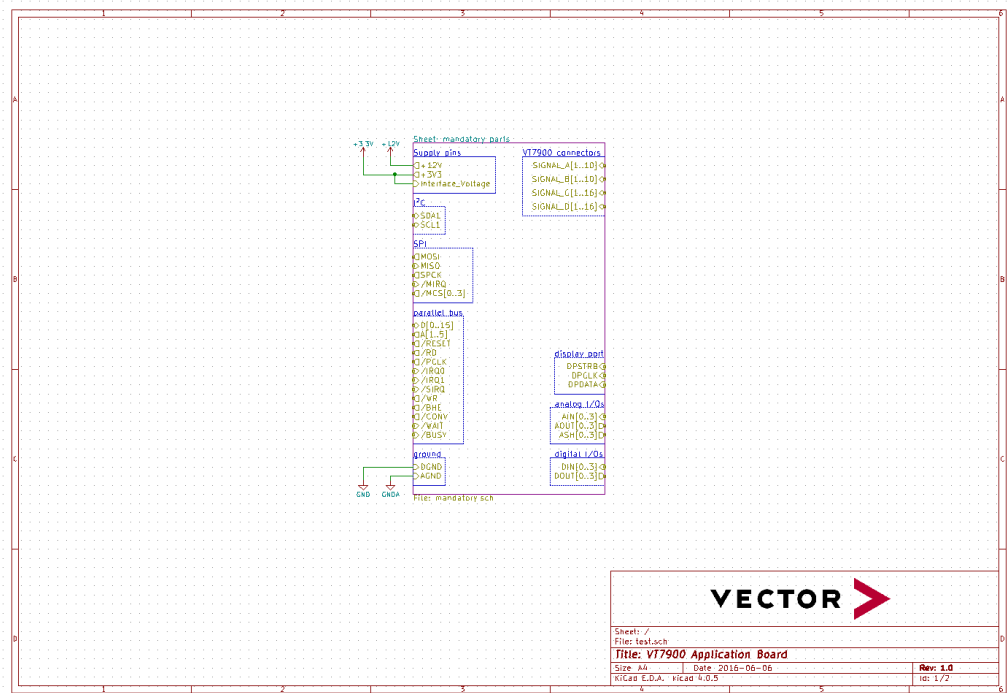 1 2 3 4 5 6
A A
Sheet: mandatory parts
+3.3V +12V
Supply pins VT7900 connectors
+12V SIGNAL_A[1..10]
+3V3
Interface_Voltage SIGNAL_B[1..10]
SIGNAL_C[1..16]
I²C SIGNAL_D[1..16]
SDA1
SCL1
SPI
MOSI
MISO
SPCK
B B
/MIRQ
/MCS[0..3]
parallel bus
D[0..15]
A[1..5]
/RESET
/RD display port
/PCLK DPSTRB
/IRQ0 DPCLK
/IRQ1 DPDATA
/SIRQ
/WR analog I/Os
/BHE
/CONV AIN[0..3]
/WAIT AOUT[0..3]
/BUSY ASH[0..3]
ground digital I/Os
C C
DGND DIN[0..3]
AGND DOUT[0..3]
GND GNDA
File: mandatory.sch
VECTOR
Sheet: /
File: test.sch
D D
Title: VT7900 Application Board
Size A4 Date 2016-06-06 Rev: 1.0
KiCad E.D.A. kicad 4.0.5 Id: 1/2
1 2 3 4 5 6